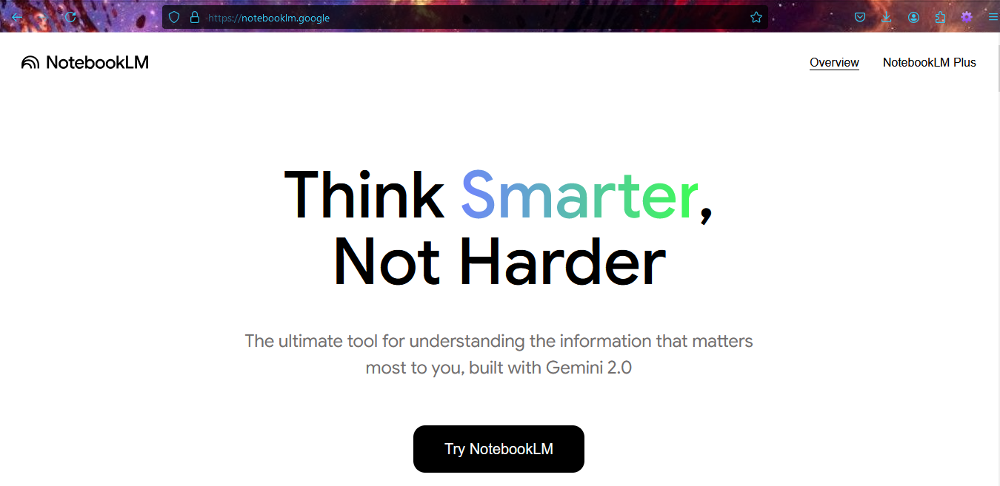 https://notebooklm.google
NotebookLM
Overview
NotebookLM Plus
Think Smarter,
Not Harder
The ultimate tool for understanding the information that matters
most to you, built with Gemini 2.0
Try NotebookLM